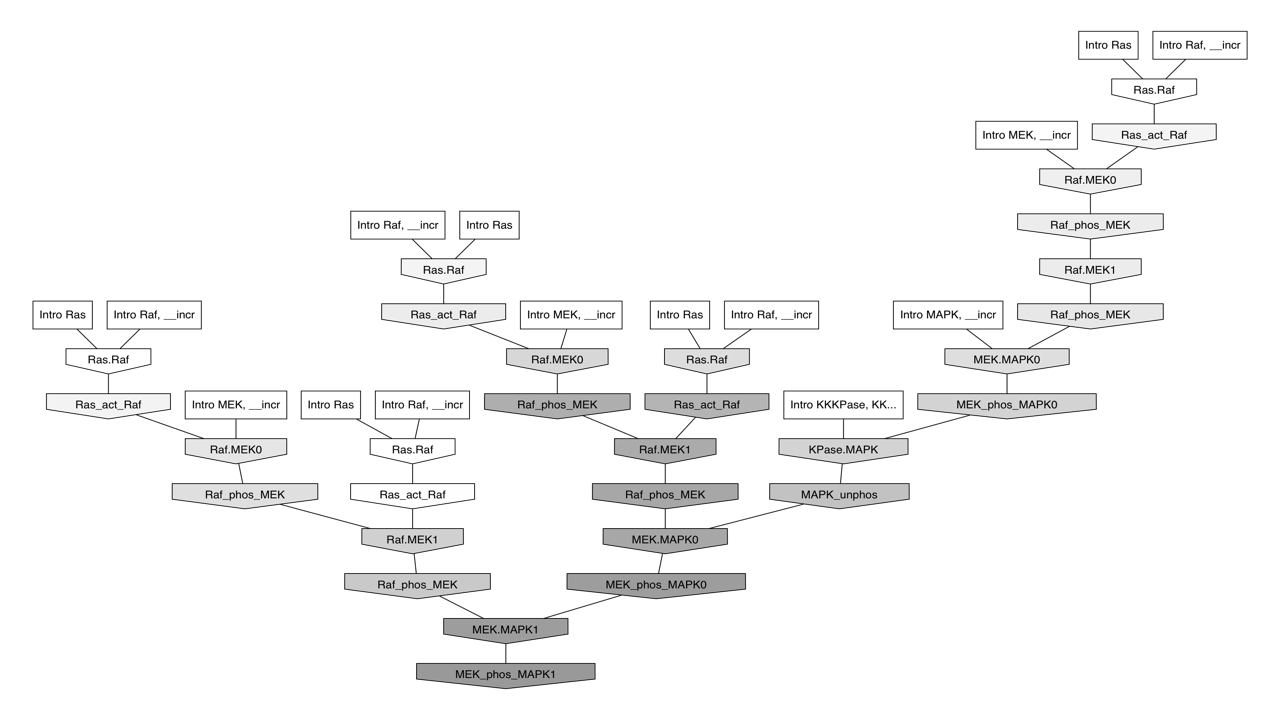 Intro Ras
Intro Raf, __incr
Ras.Raf
Intro MEK, __incr
Ras_act_Raf
Raf.MEK0
Intro Raf, __incr
Intro Ras
Raf_phos_MEK
Ras.Raf
Raf.MEK1
Intro Ras
Intro Raf, __incr
Ras_act_Raf
Intro MEK, __incr
Intro Ras
Intro Raf, __incr
Intro MAPK, __incr
Raf_phos_MEK
Ras.Raf
Raf.MEK0
Ras.Raf
MEK.MAPK0
Ras_act_Raf
Intro MEK, __incr
Intro Ras
Intro Raf, __incr
Raf_phos_MEK
Ras_act_Raf
Intro KKKPase, KK...
MEK_phos_MAPK0
Raf.MEK0
Ras.Raf
Raf.MEK1
KPase.MAPK
Raf_phos_MEK
Ras_act_Raf
Raf_phos_MEK
MAPK_unphos
Raf.MEK1
MEK.MAPK0
Raf_phos_MEK
MEK_phos_MAPK0
MEK.MAPK1
MEK_phos_MAPK1